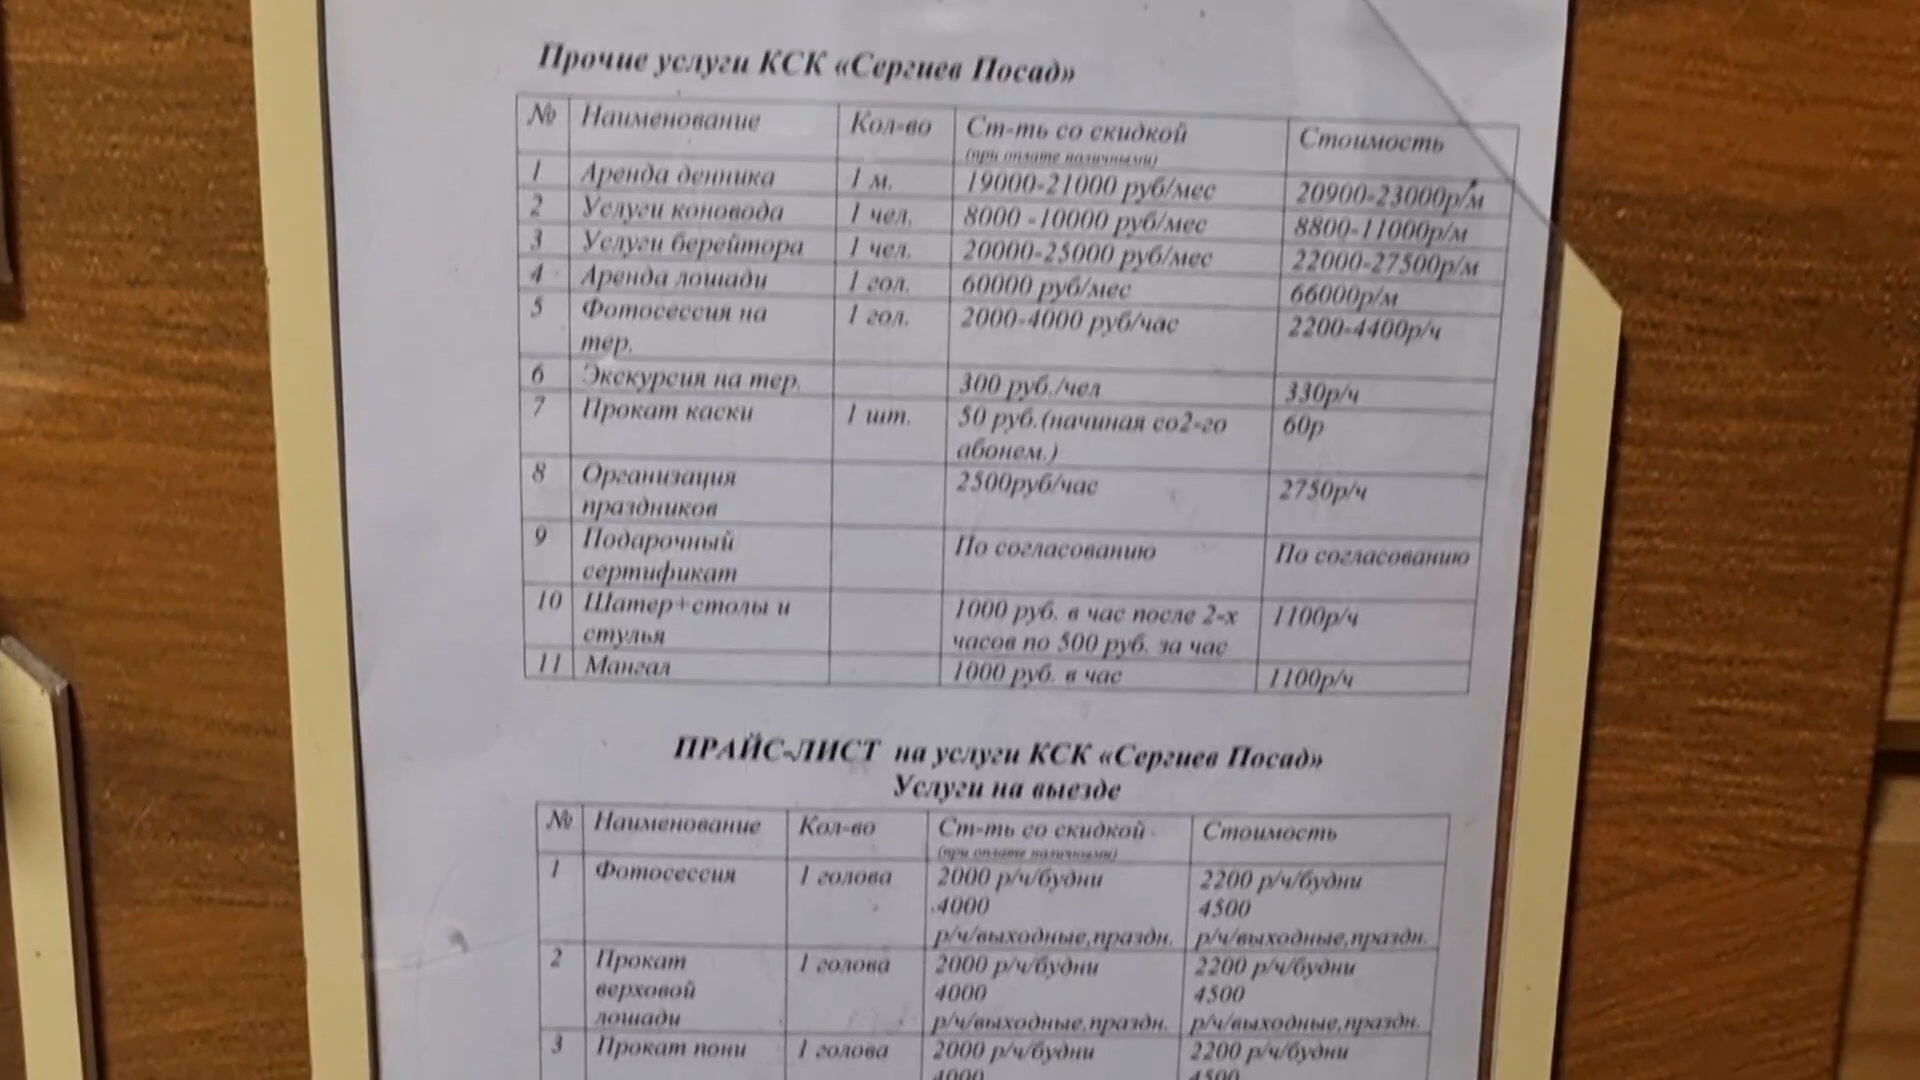 Прочие услуги КСК «Сергиев Посад»
№ Наименование Кол-во Ст-ть со скидкой Стоимость
(при оплате наличными)
1 Аренда денника 1 м. 19000-21000 руб/мес 20900-23000р/м
2 Услуги коновода 1 чел. 8000 -10000 руб/мес 8800-11000р/м
3 Услуги берейтора 1 чел. 20000-25000 руб/мес 22000-27500р/м
4 Аренда лошади 1 гол. 60000 руб/мес 66000р/м
5 Фотосессия на 1 гол. 2000-4000 руб/час 2200-4400р/ч
тер.
6 Экскурсия на тер. 300 руб./чел 330р/ч
7 Прокат каски 1 шт. 50 руб.(начиная со2-го 60р
абонем.)
8 Организация 2500руб/час 2750р/ч
праздников
9 Подарочный По согласованию По согласованию
сертификат
10 Шатер+столы и 1000 руб. в час после 2-х 1100р/ч
стулья часов по 500 руб. за час
11 Мангал 1000 руб. в час 1100р/ч
ПРАЙС-ЛИСТ на услуги КСК «Сергиев Посад»
Услуги на выезде
№ Наименование Кол-во Ст-ть со скидкой Стоимость
(при оплате наличными)
1 Фотосессия 1 голова 2000 р/ч/будни 2200 р/ч/будни
4000 4500
р/ч/выходные,праздн. р/ч/выходные,праздн.
2 Прокат 1 голова 2000 р/ч/будни 2200 р/ч/будни
верховой 4000 4500
лошади р/ч/выходные,праздн. р/ч/выходные,праздн.
3 Прокат пони 1 голова 2000 р/ч/будни 2200 р/ч/будни
4000 4500